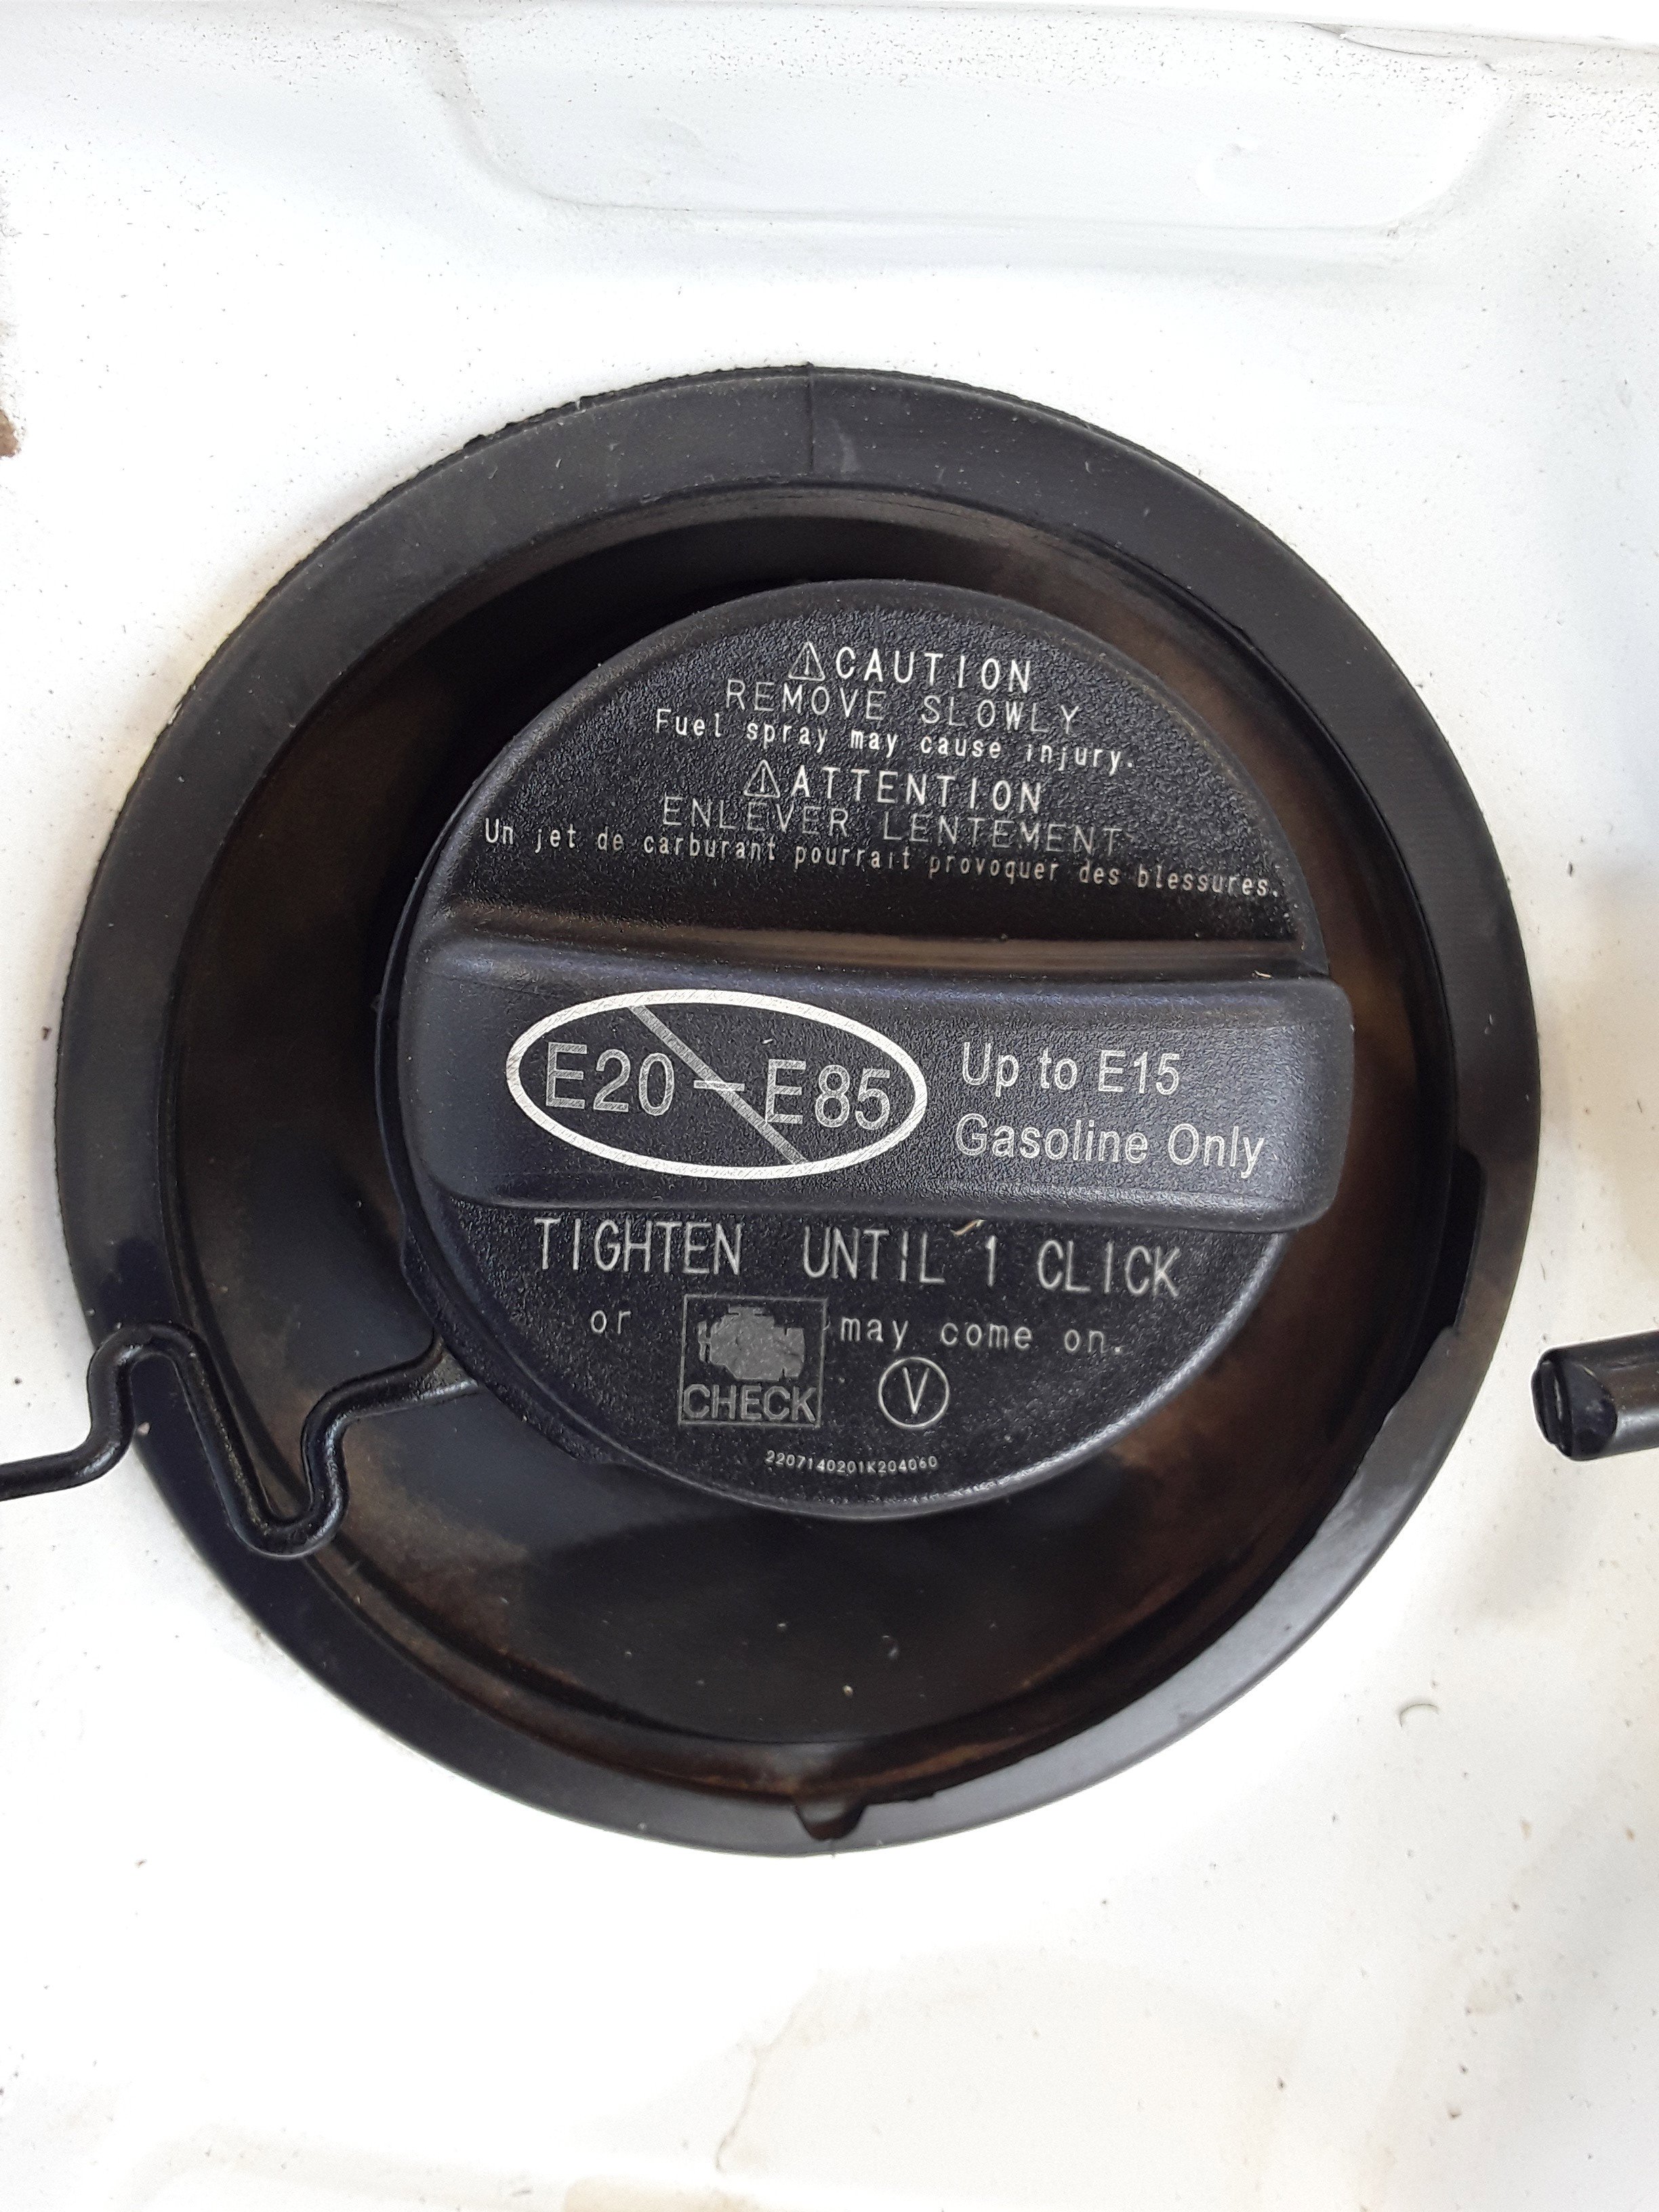 ⚠CAUTION
REMOVE SLOWLY
Fuel spray may cause injury.
⚠ATTENTION
ENLEVER LENTEMENT
Un jet de carburant pourrait provoquer des blessures.
E20-E85
Up to E15
Gasoline Only
TIGHTEN UNTIL 1 CLICK
or CHECK may come on.
V
2207140201K204060